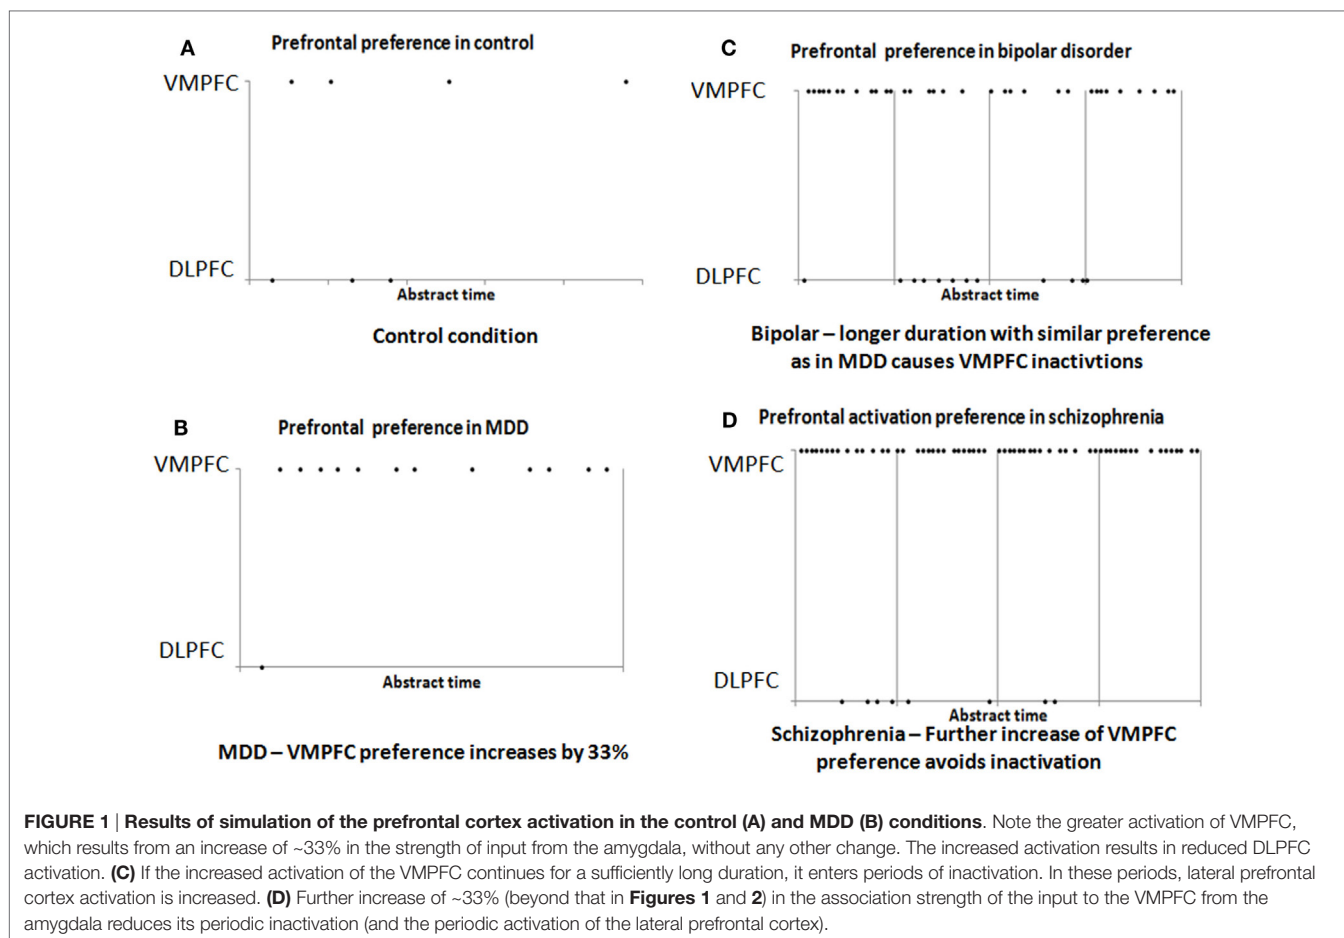 A
Prefrontal preference in control
VMPFC
DLPFC
Abstract time
Control condition
B
Prefrontal preference in MDD
VMPFC
DLPFC
Abstract time
MDD – VMPFC preference increases by 33%
C
Prefrontal preference in bipolar disorder
VMPFC
DLPFC
Abstract time
Bipolar – longer duration with similar preference
as in MDD causes VMPFC inactivtions
D
Prefrontal activation preference in schizophrenia
VMPFC
DLPFC
Abstract time
Schizophrenia – Further increase of VMPFC
preference avoids inactivation
FIGURE 1 | Results of simulation of the prefrontal cortex activation in the control (A) and MDD (B) conditions. Note the greater activation of VMPFC,
which results from an increase of ~33% in the strength of input from the amygdala, without any other change. The increased activation results in reduced DLPFC
activation. (C) If the increased activation of the VMPFC continues for a sufficiently long duration, it enters periods of inactivation. In these periods, lateral prefrontal
cortex activation is increased. (D) Further increase of ~33% (beyond that in Figures 1 and 2) in the association strength of the input to the VMPFC from the
amygdala reduces its periodic inactivation (and the periodic activation of the lateral prefrontal cortex).